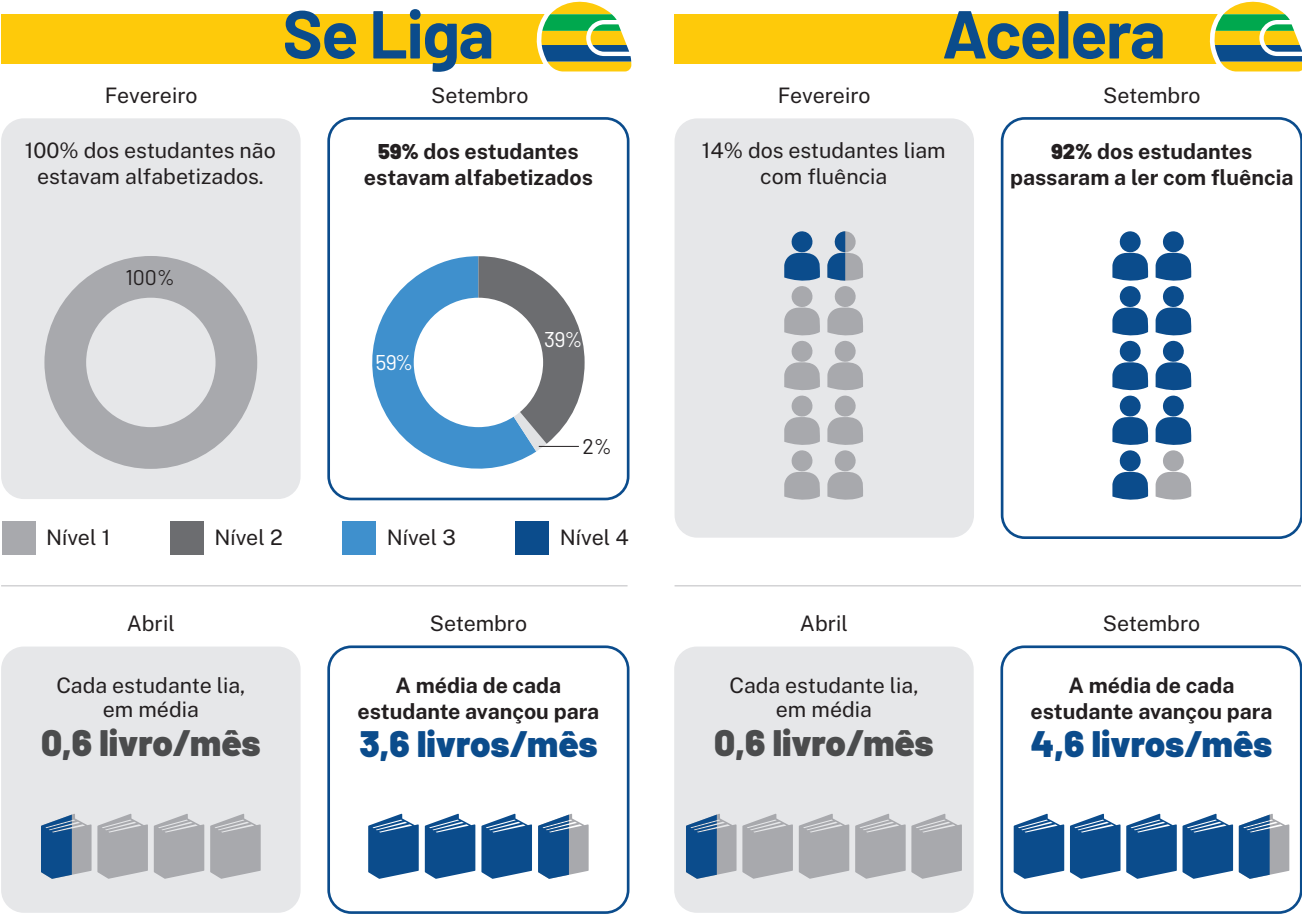 Se Liga
Fevereiro
100% dos estudantes não
estavam alfabetizados.
100%
Setembro
59% dos estudantes
estavam alfabetizados
39%
59%
2%
Nível 1
Nível 2
Nível 3
Nível 4
Abril
Cada estudante lia,
em média
0,6 livro/mês
Setembro
A média de cada
estudante avançou para
3,6 livros/mês
Acelera
Fevereiro
14% dos estudantes liam
com fluência
Setembro
92% dos estudantes
passaram a ler com fluência
Abril
Cada estudante lia,
em média
0,6 livro/mês
Setembro
A média de cada
estudante avançou para
4,6 livros/mês